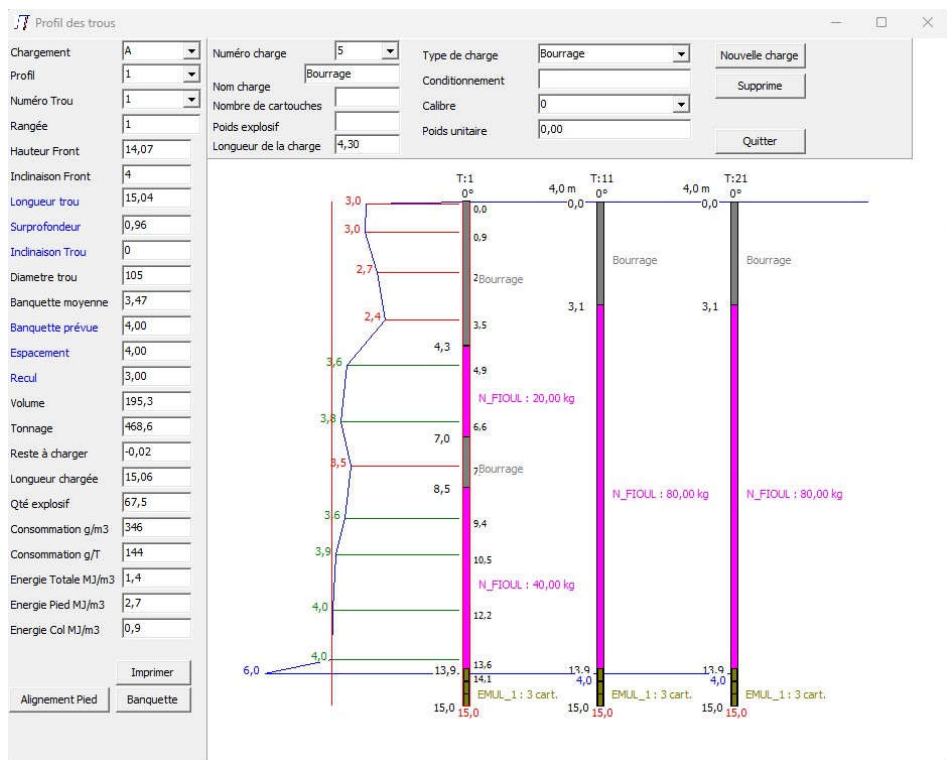 Profil des trous
Chargement A
Profil 1
Numéro Trou 1
Rangée 1
Hauteur Front 14,07
Inclinaison Front 4
Longueur trou 15,04
Surprofondeur 0,96
Inclinaison Trou 0
Diametre trou 105
Banquette moyenne 3,47
Banquette prévue 4,00
Espacement 4,00
Recul 3,00
Volume 195,3
Tonnage 468,6
Reste à charger -0,02
Longueur chargée 15,06
Qté explosif 67,5
Consommation g/m3 346
Consommation g/T 144
Energie Totale MJ/m3 1,4
Energie Pied MJ/m3 2,7
Energie Col MJ/m3 0,9
Imprimer
Alignement Pied Banquette
Numéro charge 5
Nom charge Bourrage
Nombre de cartouches
Poids explosif
Longueur de la charge 4,30
Type de charge Bourrage
Conditionnement
Calibre 0
Poids unitaire 0,00
Nouvelle charge
Supprime
Quitter
T:1 T:11 T:21
0° 4,0 m 0° 4,0 m 0°
3,0 0,0 0,0 0,0
3,0 0,9
Bourrage Bourrage
2,7 2 Bourrage
3,1 3,1
2,4 3,5
4,3
3,6 4,9
N_FIOUL : 20,00 kg
3,8 6,6
7,0
3,5 7 Bourrage
8,5
N_FIOUL : 80,00 kg N_FIOUL : 80,00 kg
3,6 9,4
3,9 10,5
N_FIOUL : 40,00 kg
4,0 12,2
4,0 13,6
6,0 13,9 14,1 13,9 4,0 13,9 4,0
EMUL_1 : 3 cart. EMUL_1 : 3 cart. EMUL_1 : 3 cart.
15,0 15,0 15,0 15,0 15,0 15,0